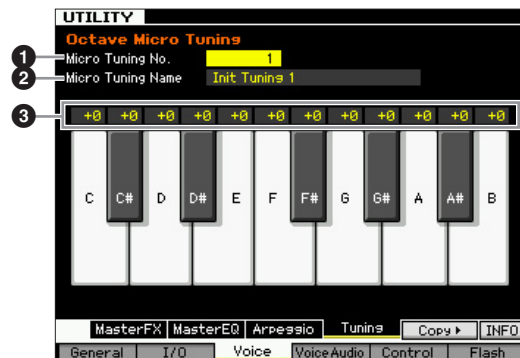 UTILITY
Octave Micro Tuning
1 Micro Tuning No. 1
2 Micro Tuning Name Init Tuning 1
3 +0 +0 +0 +0 +0 +0 +0 +0 +0 +0 +0 +0
C C# D D# E F F# G G# A A# B
MasterFX MasterEQ Arpeggio Tuning Copy▶ INFO
General I/O Voice VoiceAudio Control Flash